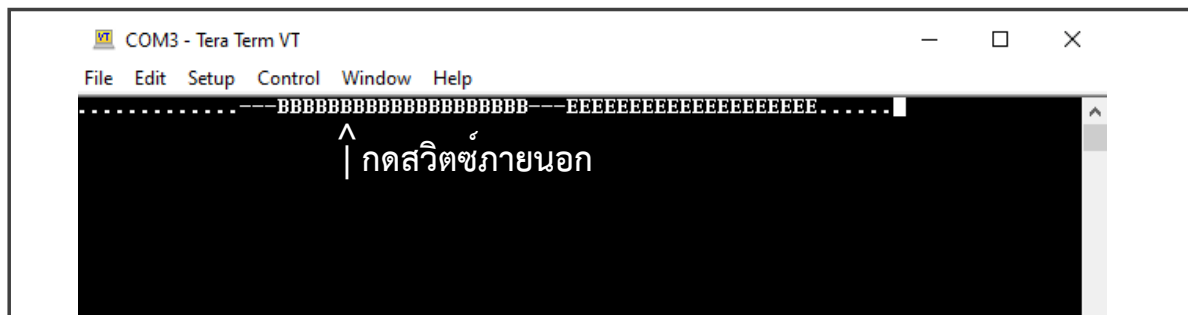 COM3 - Tera Term VT
File Edit Setup Control Window Help
.............---BBBBBBBBBBBBBBBBBBBB---EEEEEEEEEEEEEEEEEEEE......
^
| กดสวิตซ์ภายนอก